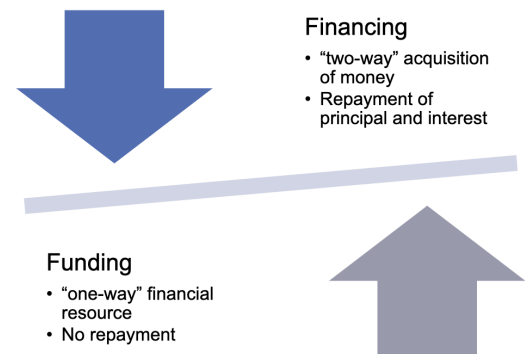 Financing
• “two-way” acquisition
of money
• Repayment of
principal and interest
Funding
• “one-way” financial
resource
• No repayment